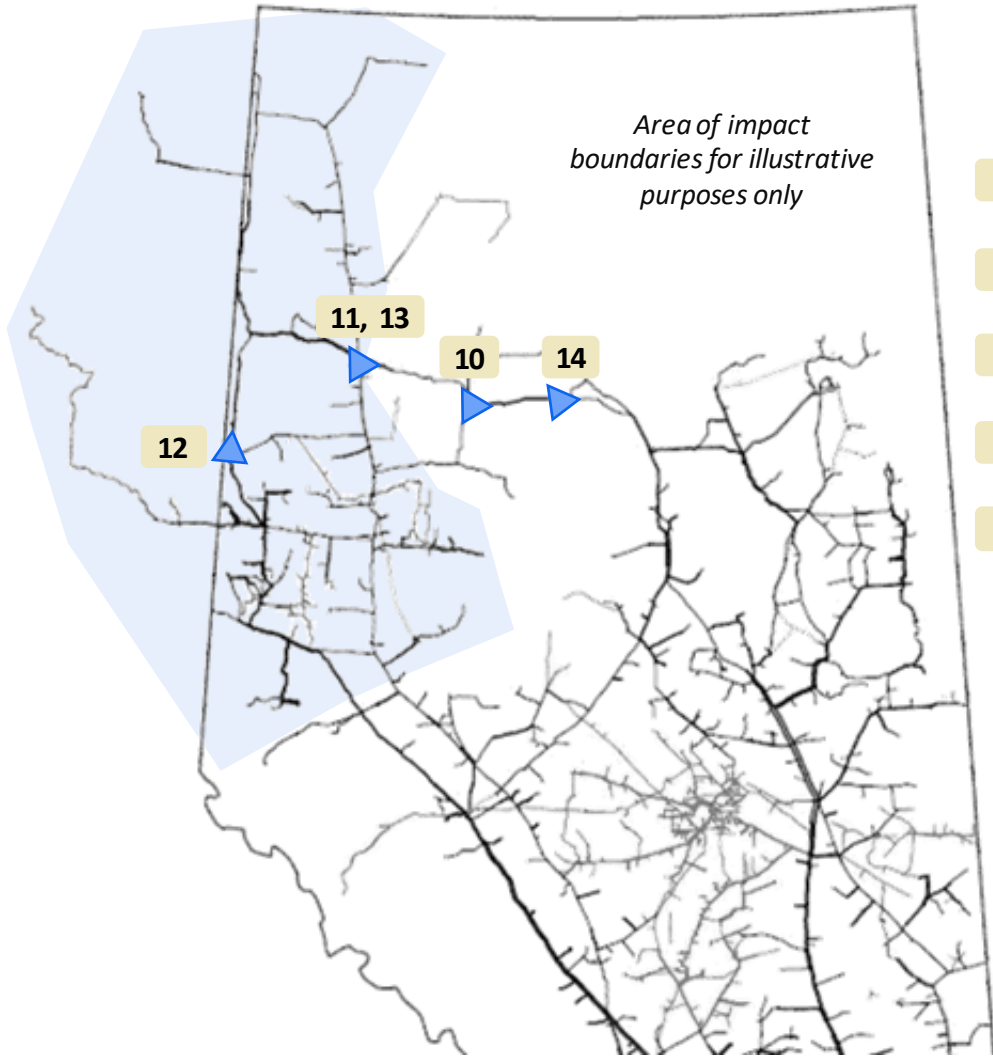 Area of impact
boundaries for illustrative
purposes only
11, 13
10
14
12